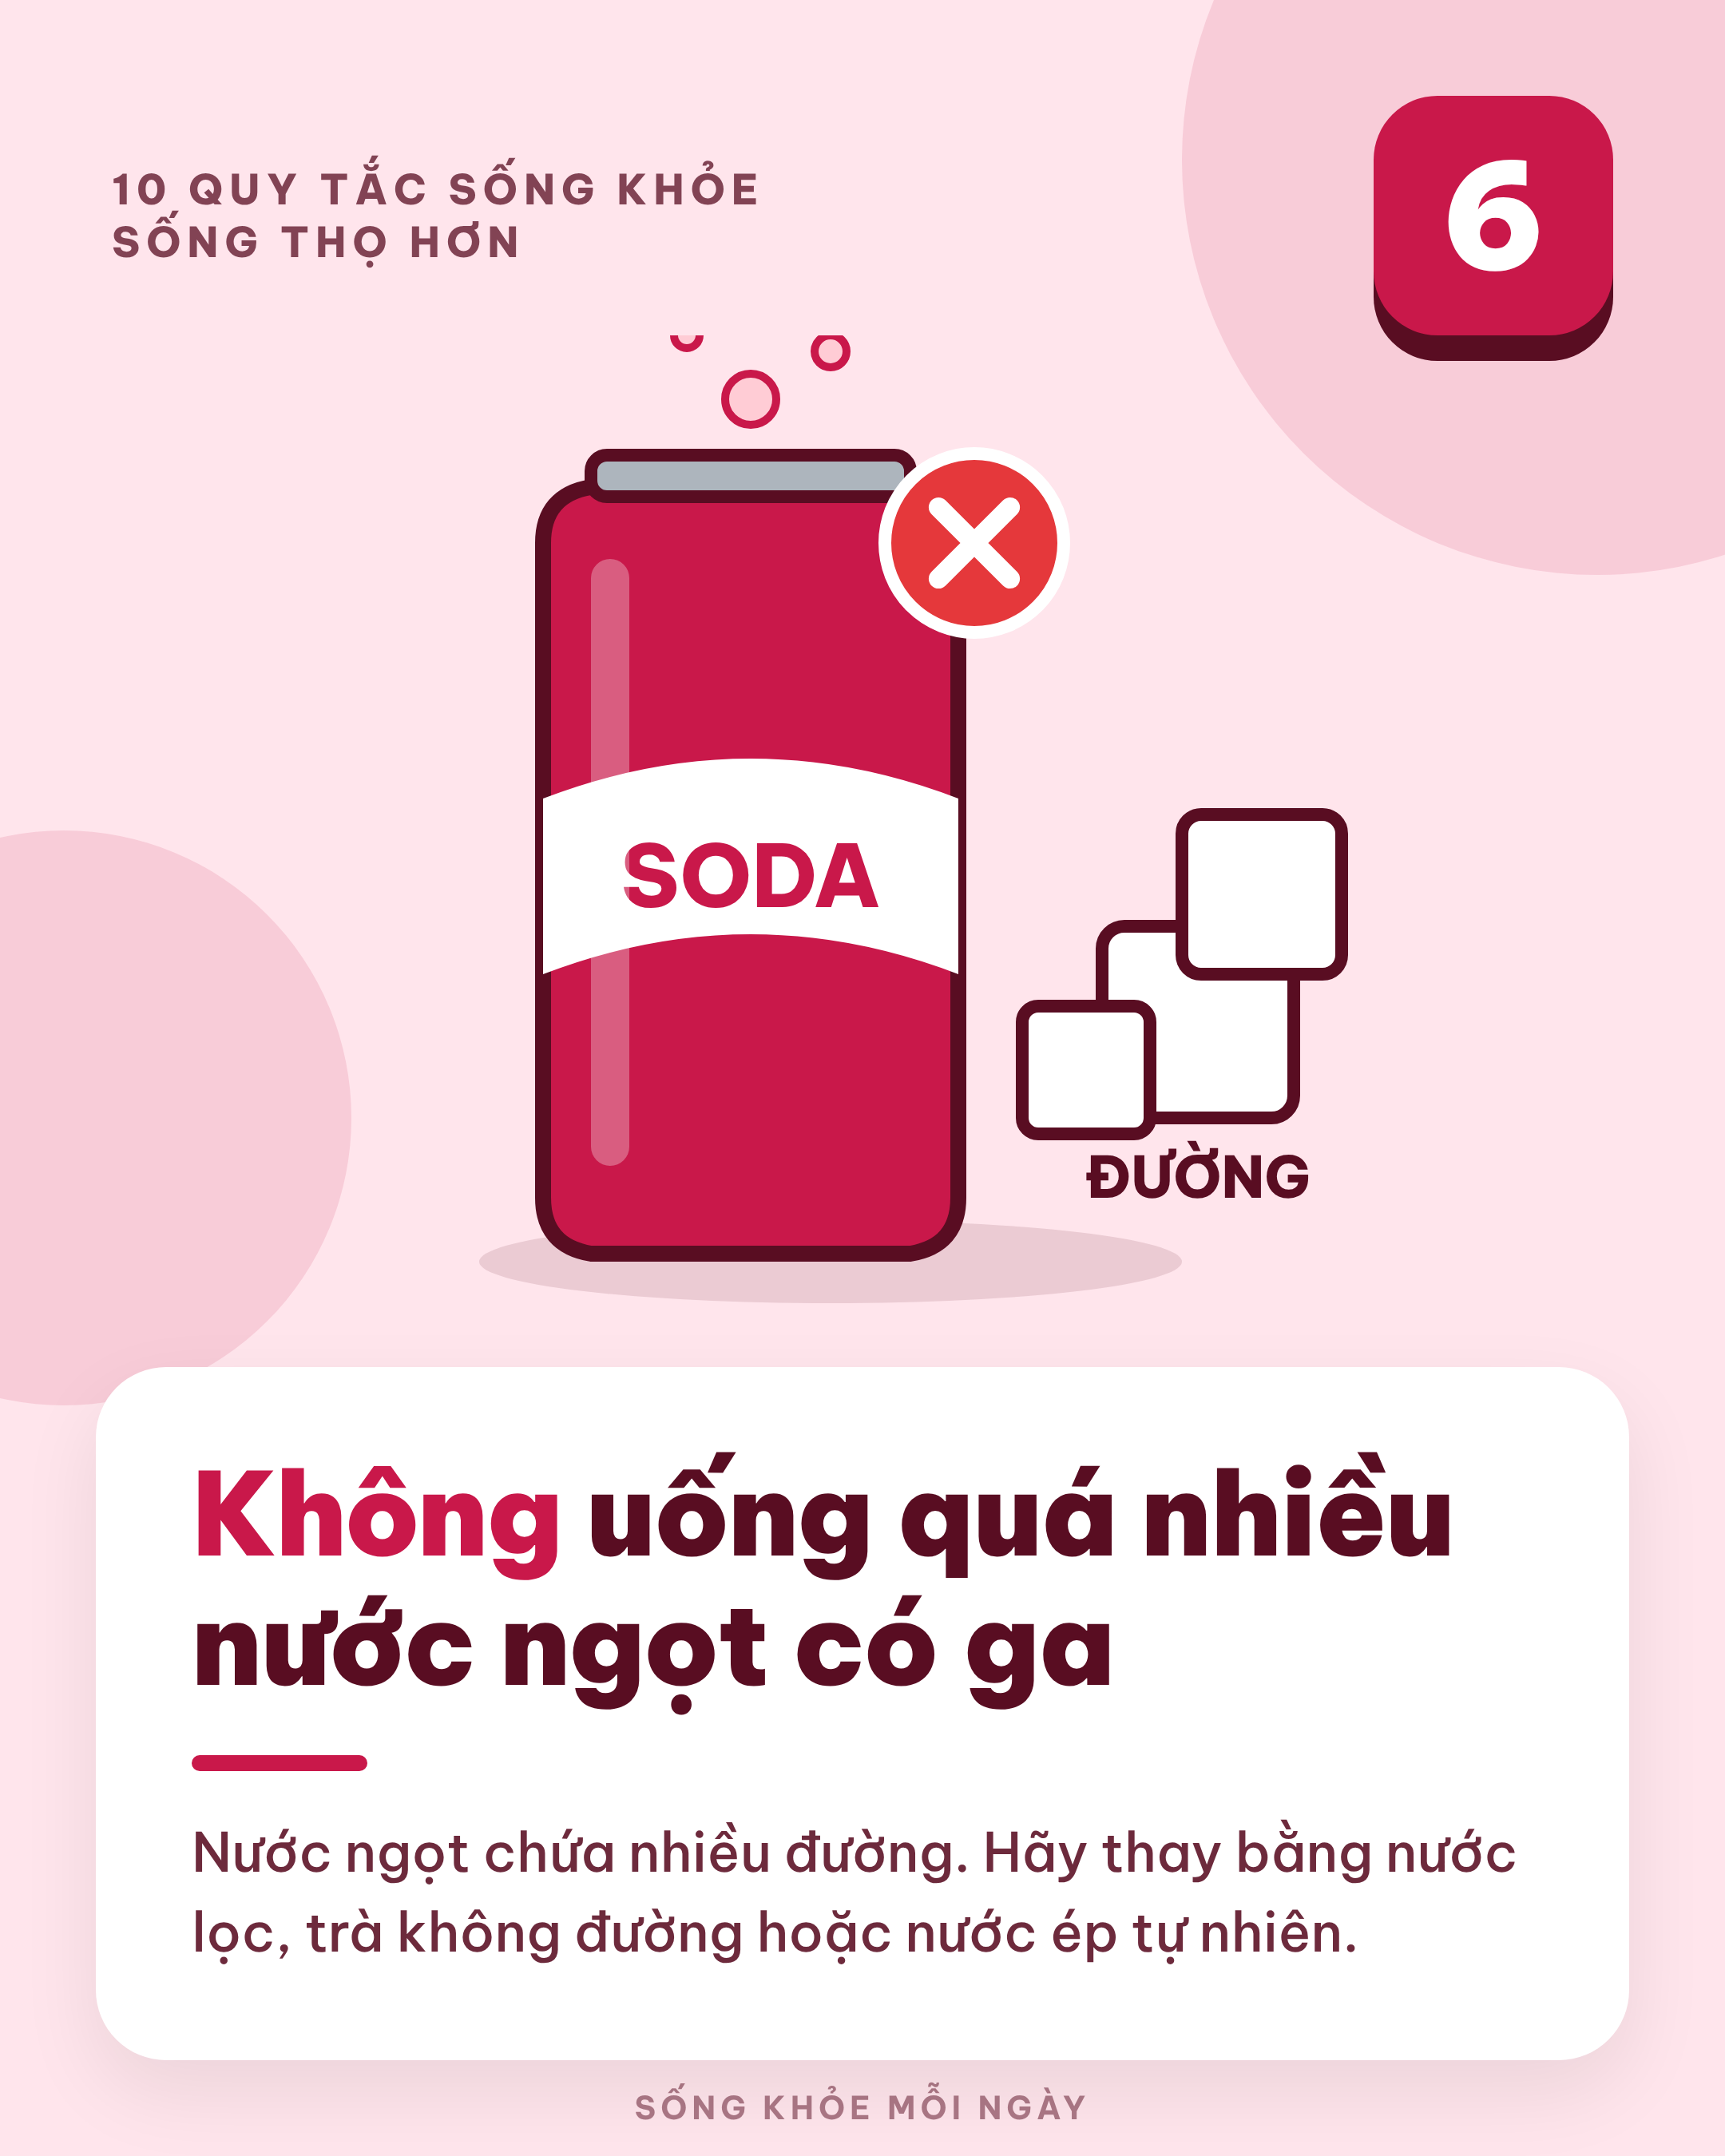 10 QUY TẮC SỐNG KHỎE
SỐNG THỌ HƠN
6
SODA
ĐƯỜNG
Không uống quá nhiều
nước ngọt có ga
Nước ngọt chứa nhiều đường. Hãy thay bằng nước
lọc, trà không đường hoặc nước ép tự nhiên.
SỐNG KHỎE MỖI NGÀY